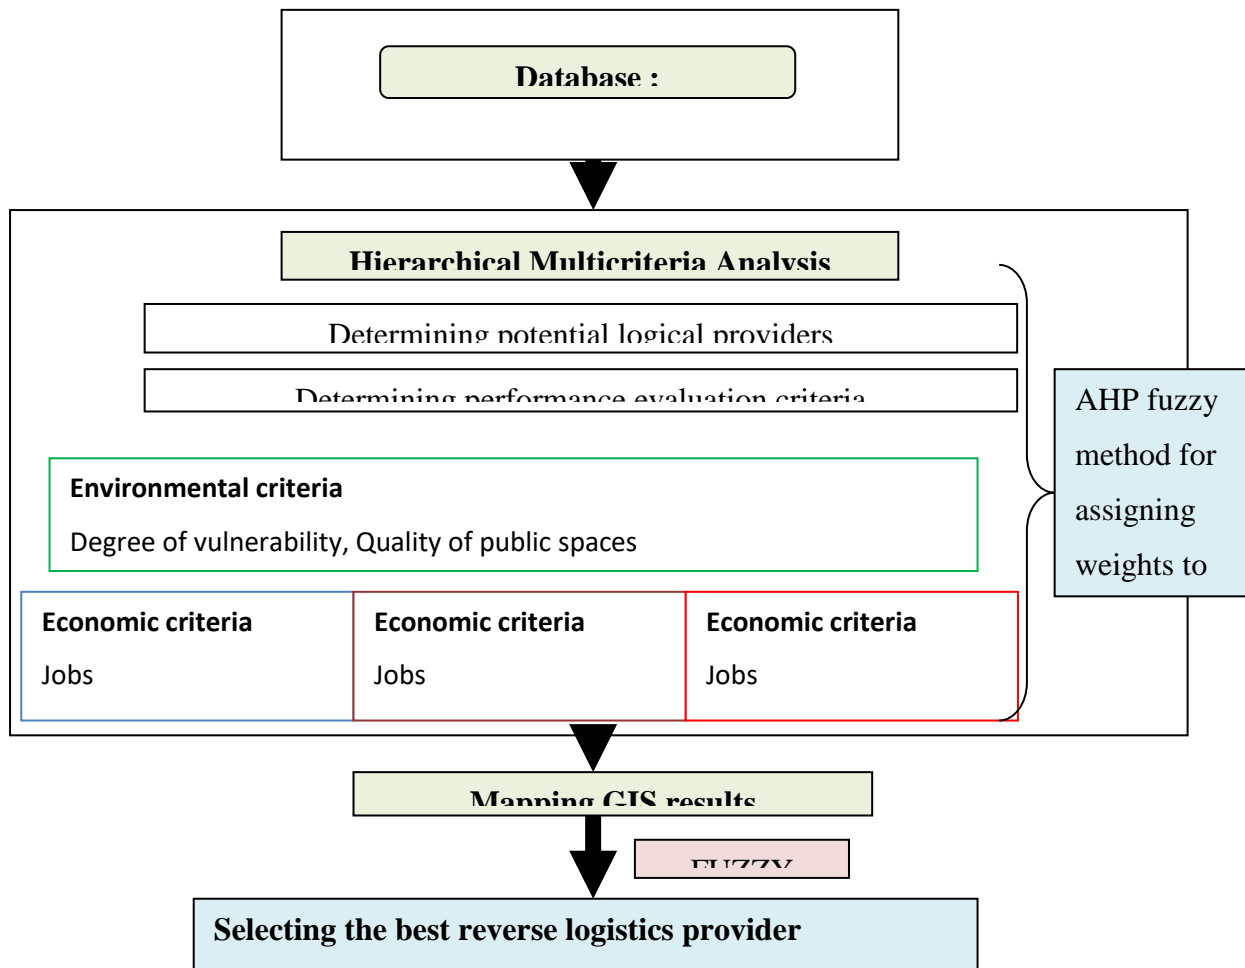 Database :
Hierarchical Multicriteria Analysis
Determining potential logical providers
Determining performance evaluation criteria
AHP fuzzy
method for
assigning
weights to
Environmental criteria
Degree of vulnerability, Quality of public spaces
Economic criteria
Jobs
Economic criteria
Jobs
Economic criteria
Jobs
Mapping GIS results
FUZZY
Selecting the best reverse logistics provider